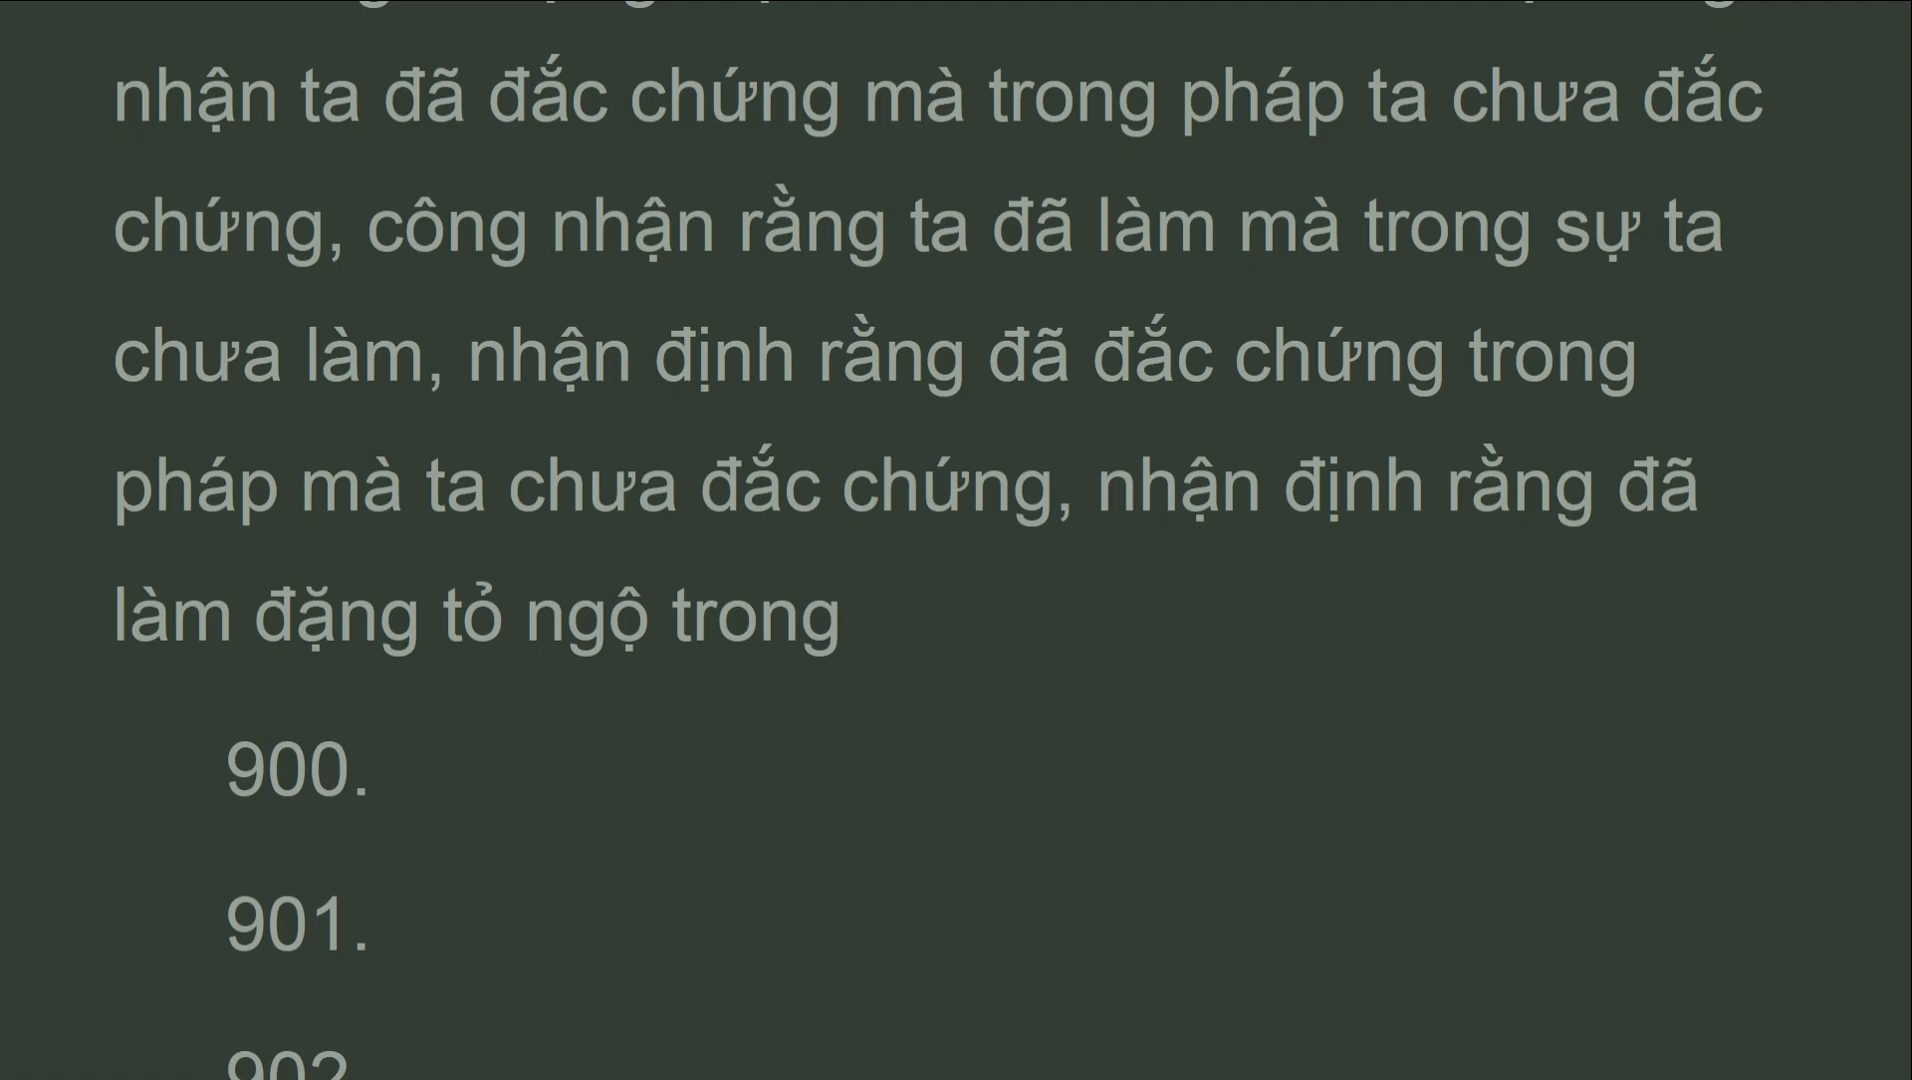 nhận ta đã đắc chứng mà trong pháp ta chưa đắc
chứng, công nhận rằng ta đã làm mà trong sự ta
chưa làm, nhận định rằng đã đắc chứng trong
pháp mà ta chưa đắc chứng, nhận định rằng đã
làm đặng tỏ ngộ trong
900.
901.
902